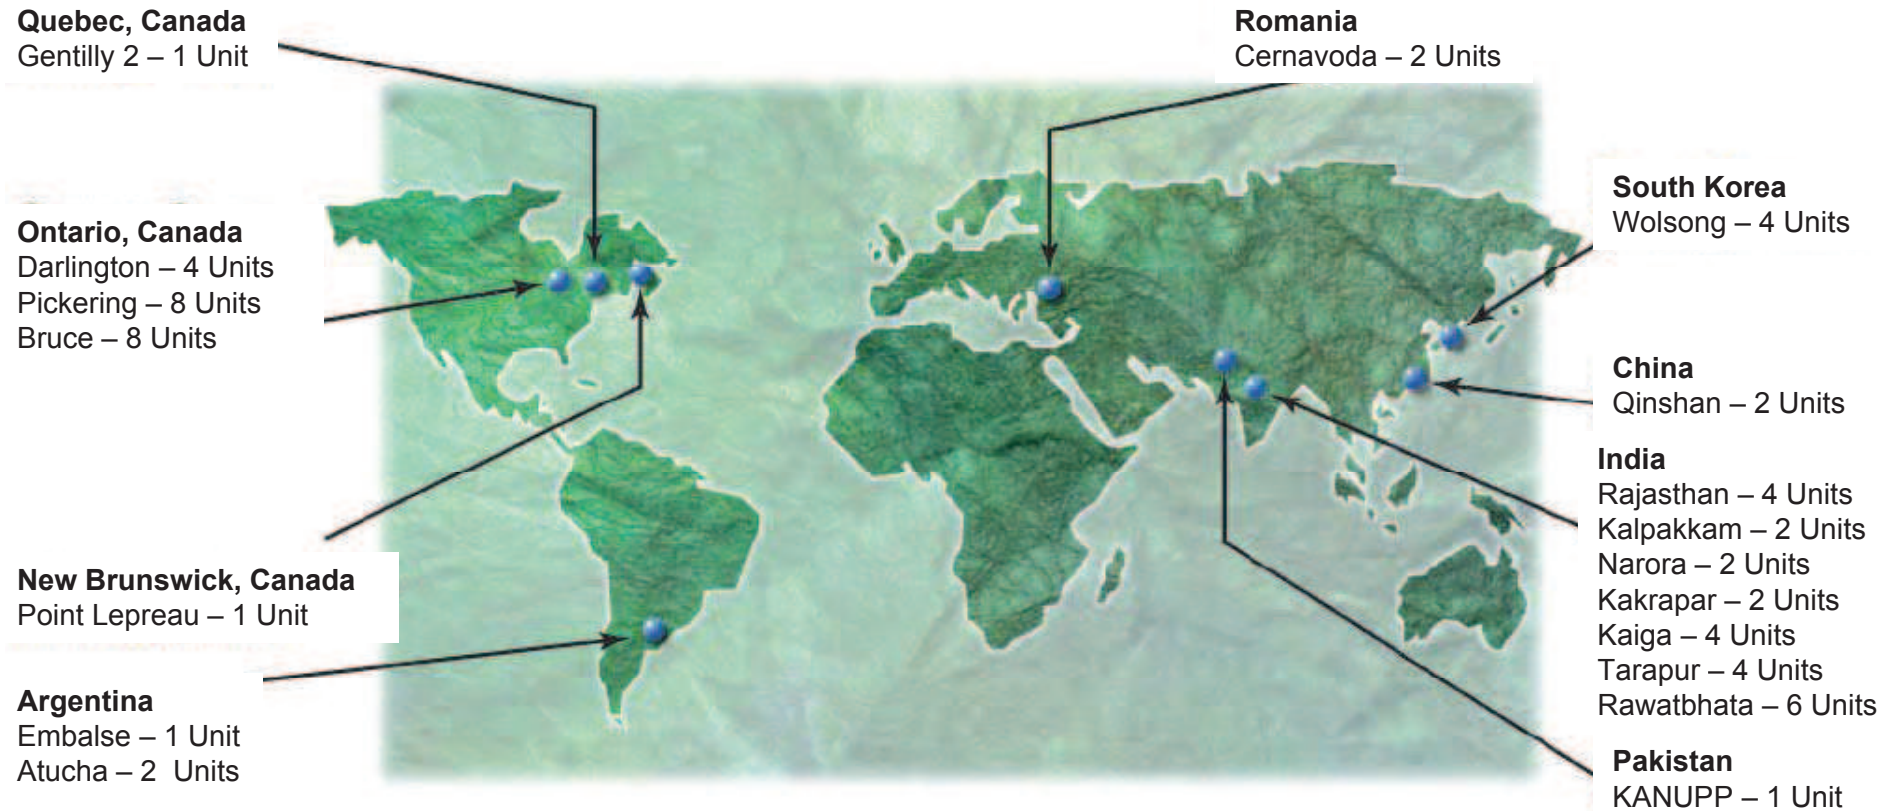 Quebec, Canada
Gentilly 2 – 1 Unit
Romania
Cernavoda – 2 Units
Ontario, Canada
Darlington – 4 Units
Pickering – 8 Units
Bruce – 8 Units
South Korea
Wolsong – 4 Units
China
Qinshan – 2 Units
India
Rajasthan – 4 Units
Kalpakkam – 2 Units
Narora – 2 Units
Kakrapar – 2 Units
Kaiga – 4 Units
Tarapur – 4 Units
Rawatbhata – 6 Units
New Brunswick, Canada
Point Lepreau – 1 Unit
Argentina
Embalse – 1 Unit
Atucha – 2 Units
Pakistan
KANUPP – 1 Unit